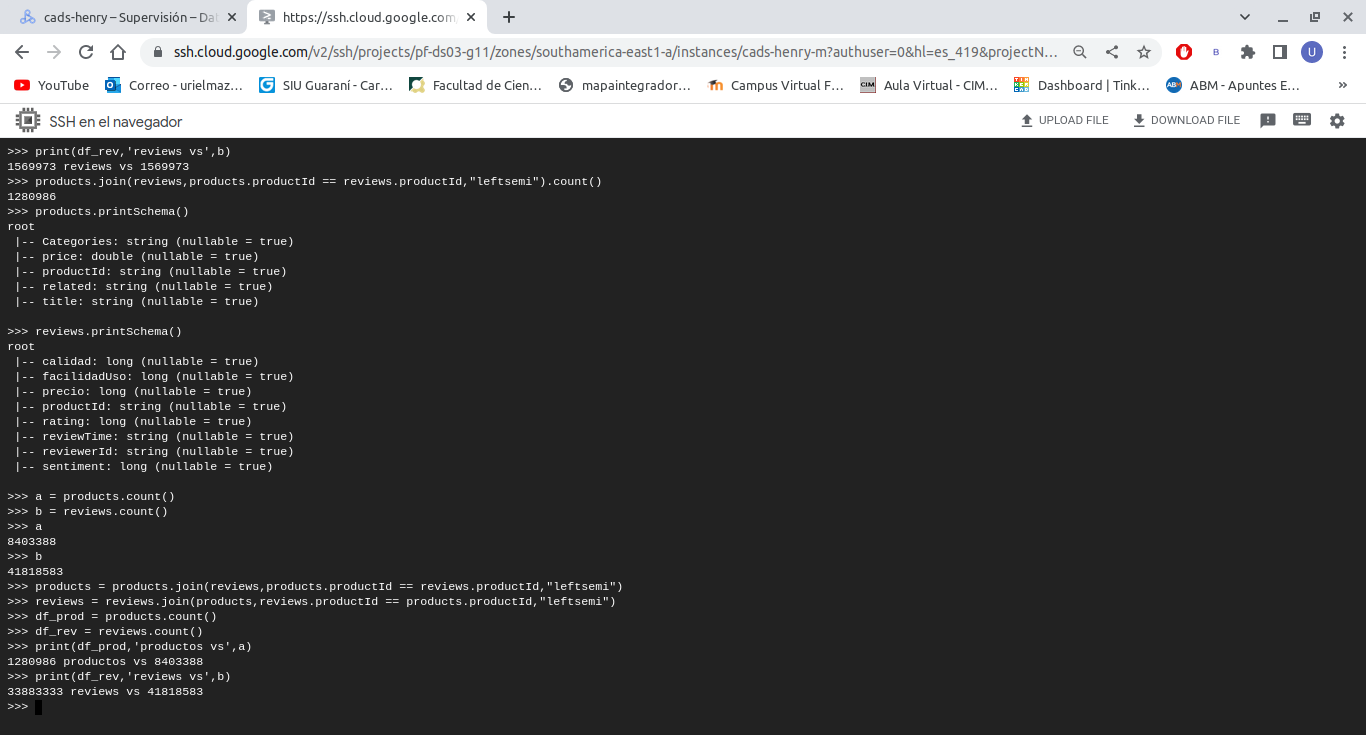 cads-henry – Supervisión – Dat
https://ssh.cloud.google.com
ssh.cloud.google.com/v2/ssh/projects/pf-ds03-g11/zones/southamerica-east1-a/instances/cads-henry-m?authuser=0&hl=es_419&projectN…
B
U
YouTube
Correo - urielmaz…
SIU Guaraní - Car…
Facultad de Cien…
mapaintegrador…
Campus Virtual F…
CIM
Aula Virtual - CIM…
Dashboard | Tink…
ABM
ABM - Apuntes E…
»
SSH en el navegador
UPLOAD FILE
DOWNLOAD FILE
>>> print(df_rev,'reviews vs',b)
1569973 reviews vs 1569973
>>> products.join(reviews,products.productId == reviews.productId,"leftsemi").count()
1280986
>>> products.printSchema()
root
 |-- Categories: string (nullable = true)
 |-- price: double (nullable = true)
 |-- productId: string (nullable = true)
 |-- related: string (nullable = true)
 |-- title: string (nullable = true)
>>> reviews.printSchema()
root
 |-- calidad: long (nullable = true)
 |-- facilidadUso: long (nullable = true)
 |-- precio: long (nullable = true)
 |-- productId: string (nullable = true)
 |-- rating: long (nullable = true)
 |-- reviewTime: string (nullable = true)
 |-- reviewerId: string (nullable = true)
 |-- sentiment: long (nullable = true)
>>> a = products.count()
>>> b = reviews.count()
>>> a
8403388
>>> b
41818583
>>> products = products.join(reviews,products.productId == reviews.productId,"leftsemi")
>>> reviews = reviews.join(products,reviews.productId == products.productId,"leftsemi")
>>> df_prod = products.count()
>>> df_rev = reviews.count()
>>> print(df_prod,'productos vs',a)
1280986 productos vs 8403388
>>> print(df_rev,'reviews vs',b)
33883333 reviews vs 41818583
>>>